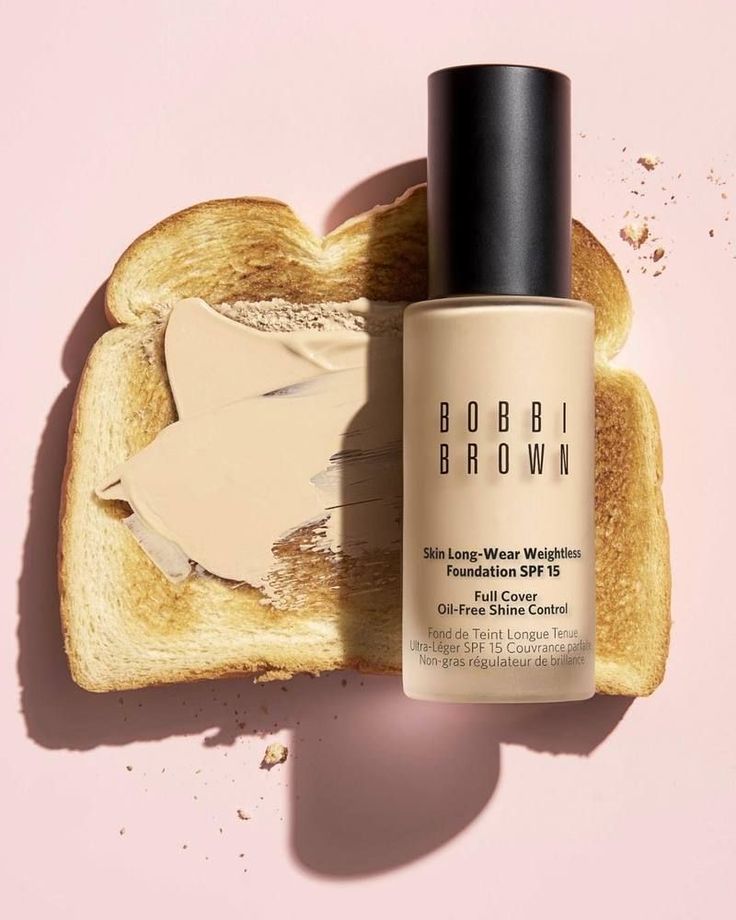 BOBBI
BROWN
Skin Long-Wear Weightless
Foundation SPF 15
Full Cover
Oil-Free Shine Control
Fond de Teint Longue Tenue
Ultra-Léger SPF 15 Couvrance parfaite
Non-gras régulateur de brillance